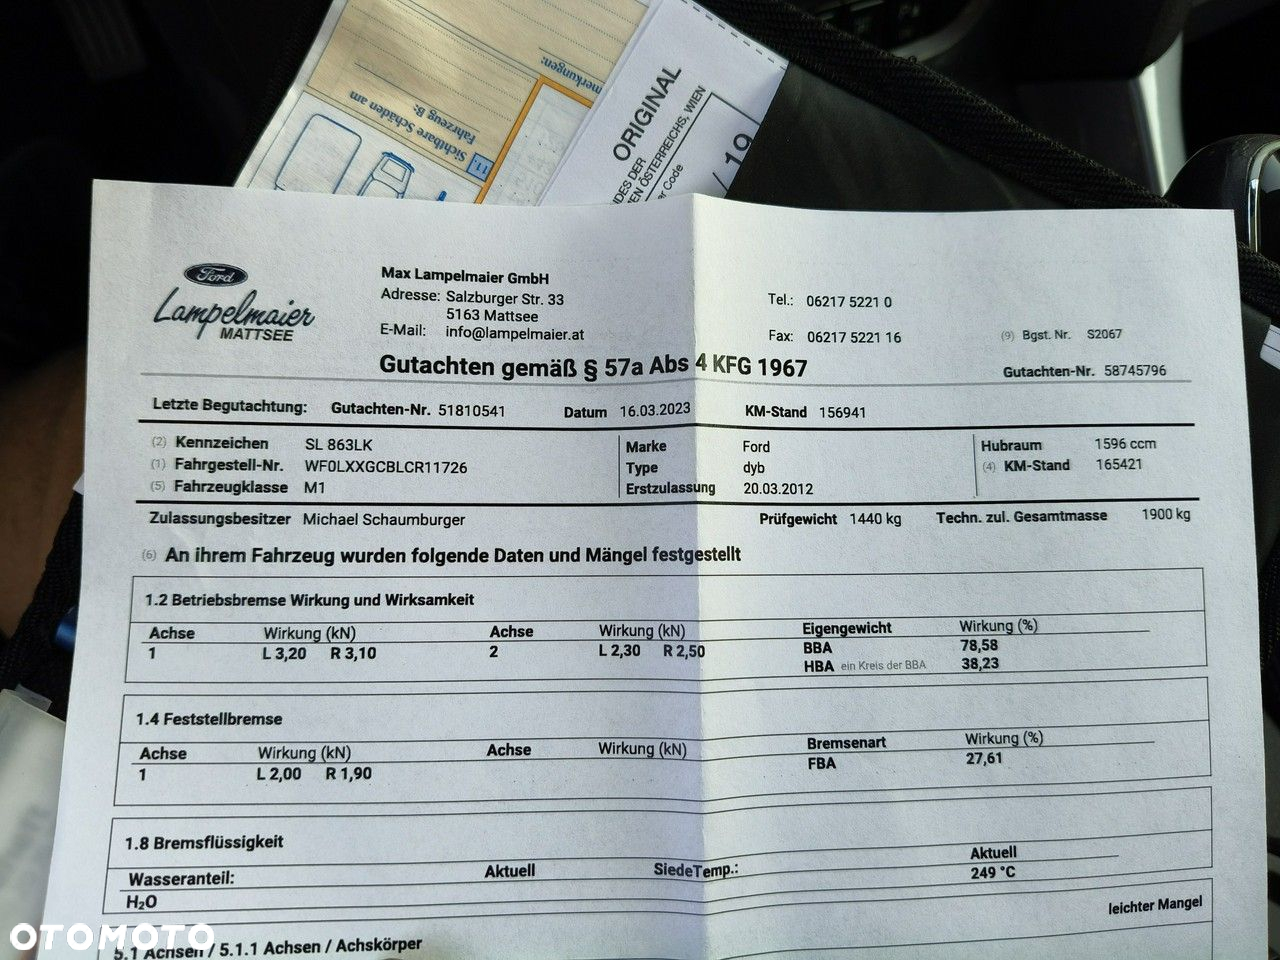 merkungen:
Sichtbare Schäden am
Fahrzeug B:
11.
ORIGINAL
NDES DER
EN ÖSTERREICHS, WIEN
er Code
/ 19
Ford
Lampelmaier
MATTSEE
Max Lampelmaier GmbH
Adresse: Salzburger Str. 33
5163 Mattsee
E-Mail: info@lampelmaier.at
Tel.: 06217 5221 0
Fax: 06217 5221 16
(9) Bgst. Nr. S2067
Gutachten gemäß § 57a Abs 4 KFG 1967
Gutachten-Nr. 58745796
Letzte Begutachtung: Gutachten-Nr. 51810541 Datum 16.03.2023 KM-Stand 156941
(2) Kennzeichen SL 863LK Marke Ford Hubraum 1596 ccm
(1) Fahrgestell-Nr. WF0LXXGCBLCR11726 Type dyb (4) KM-Stand 165421
(5) Fahrzeugklasse M1 Erstzulassung 20.03.2012
Zulassungsbesitzer Michael Schaumburger Prüfgewicht 1440 kg Techn. zul. Gesamtmasse 1900 kg
(6) An ihrem Fahrzeug wurden folgende Daten und Mängel festgestellt
1.2 Betriebsbremse Wirkung und Wirksamkeit
Achse Wirkung (kN) Achse Wirkung (kN) Eigengewicht Wirkung (%)
1 L 3,20 R 3,10 2 L 2,30 R 2,50 BBA 78,58
HBA ein Kreis der BBA 38,23
1.4 Feststellbremse
Achse Wirkung (kN) Achse Wirkung (kN) Bremsenart Wirkung (%)
1 L 2,00 R 1,90 FBA 27,61
1.8 Bremsflüssigkeit
Wasseranteil: Aktuell SiedeTemp.: Aktuell
H₂O 249 °C
leichter Mangel
5.1 Achsen / 5.1.1 Achsen / Achskörper
OTOMOTO